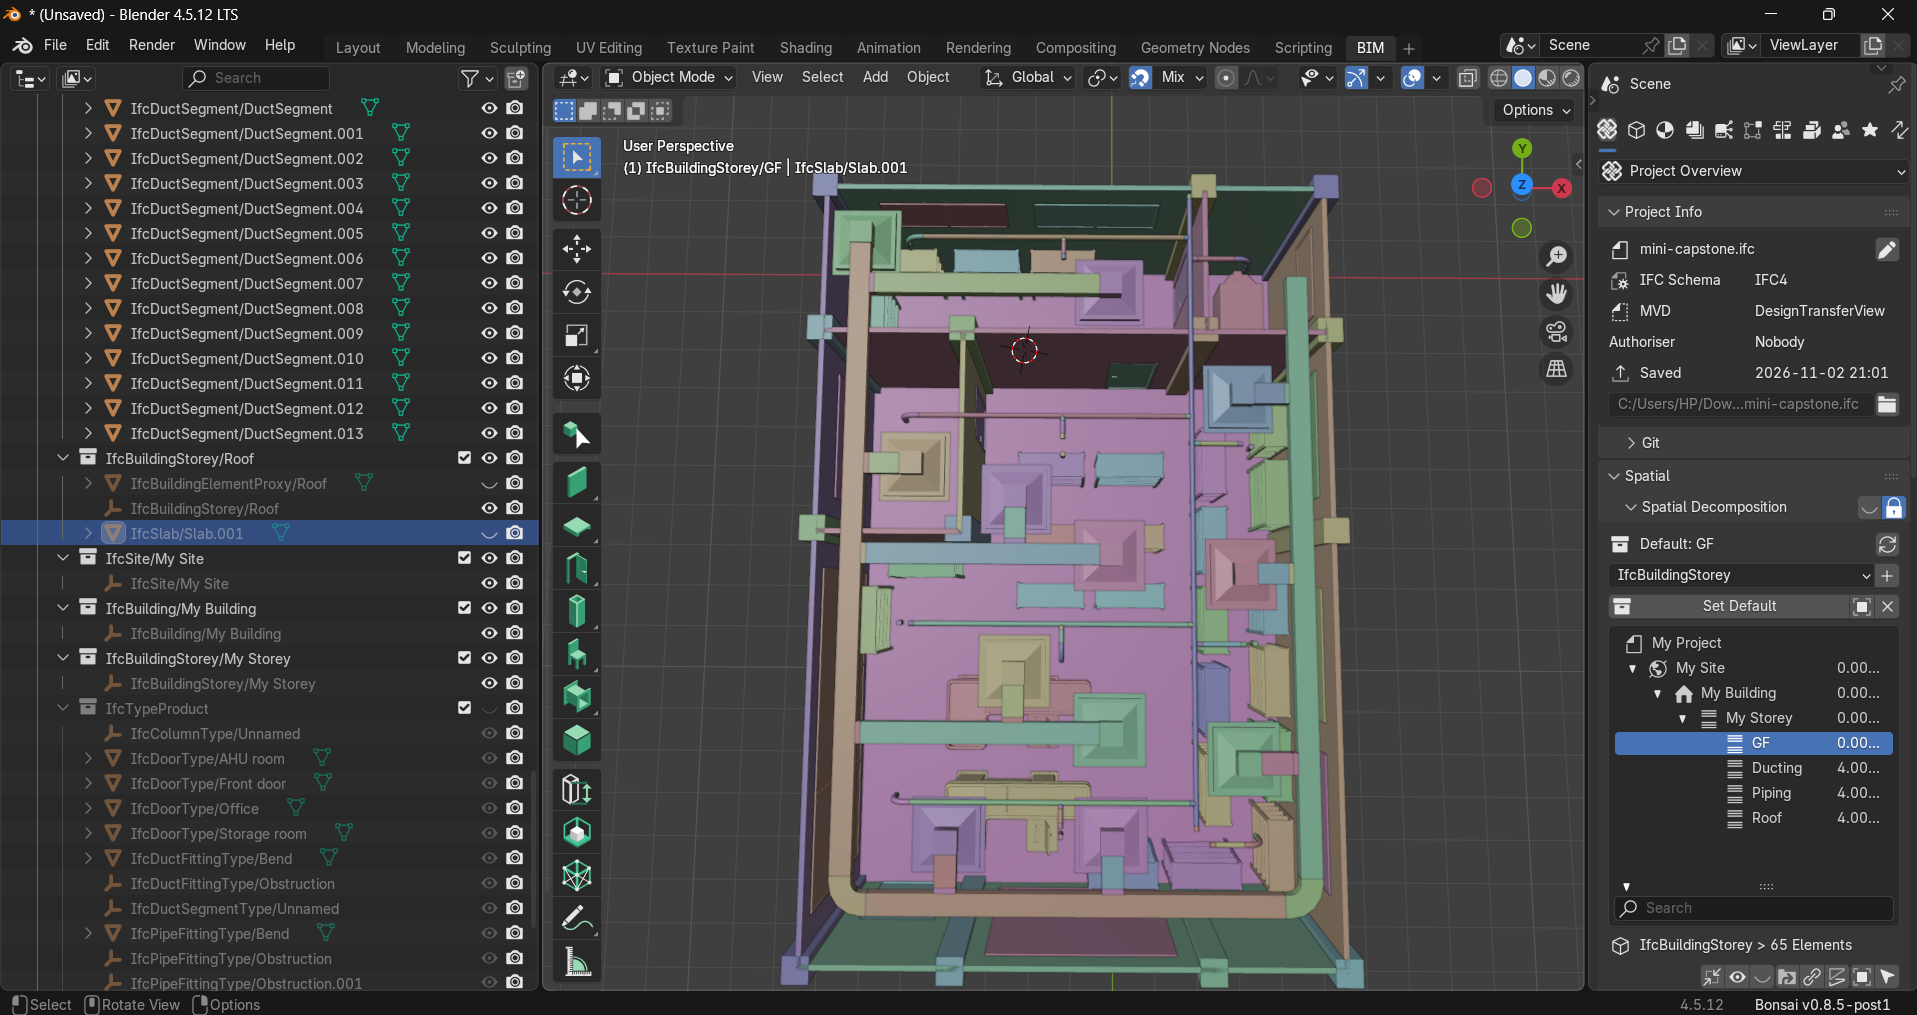 * (Unsaved) - Blender 4.5.12 LTS
File Edit Render Window Help
Layout Modeling Sculpting UV Editing Texture Paint Shading Animation Rendering Compositing Geometry Nodes Scripting BIM +
Scene
ViewLayer
Search
IfcDuctSegment/DuctSegment
IfcDuctSegment/DuctSegment.001
IfcDuctSegment/DuctSegment.002
IfcDuctSegment/DuctSegment.003
IfcDuctSegment/DuctSegment.004
IfcDuctSegment/DuctSegment.005
IfcDuctSegment/DuctSegment.006
IfcDuctSegment/DuctSegment.007
IfcDuctSegment/DuctSegment.008
IfcDuctSegment/DuctSegment.009
IfcDuctSegment/DuctSegment.010
IfcDuctSegment/DuctSegment.011
IfcDuctSegment/DuctSegment.012
IfcDuctSegment/DuctSegment.013
IfcBuildingStorey/Roof
IfcBuildingElementProxy/Roof
IfcBuildingStorey/Roof
IfcSlab/Slab.001
IfcSite/My Site
IfcSite/My Site
IfcBuilding/My Building
IfcBuilding/My Building
IfcBuildingStorey/My Storey
IfcBuildingStorey/My Storey
IfcTypeProduct
IfcColumnType/Unnamed
IfcDoorType/AHU room
IfcDoorType/Front door
IfcDoorType/Office
IfcDoorType/Storage room
IfcDuctFittingType/Bend
IfcDuctFittingType/Obstruction
IfcDuctSegmentType/Unnamed
IfcPipeFittingType/Bend
IfcPipeFittingType/Obstruction
IfcPipeFittingType/Obstruction.001
Object Mode View Select Add Object Global Mix
Options
User Perspective
(1) IfcBuildingStorey/GF | IfcSlab/Slab.001
Y
Z
X
Scene
Project Overview
Project Info
mini-capstone.ifc
IFC Schema IFC4
MVD DesignTransferView
Authoriser Nobody
Saved 2026-11-02 21:01
C:/Users/HP/Dow...mini-capstone.ifc
Git
Spatial
Spatial Decomposition
Default: GF
IfcBuildingStorey
Set Default
My Project
My Site 0.00...
My Building 0.00...
My Storey 0.00...
GF 0.00...
Ducting 4.00...
Piping 4.00...
Roof 4.00...
Search
IfcBuildingStorey > 65 Elements
Select Rotate View Options
4.5.12 Bonsai v0.8.5-post1